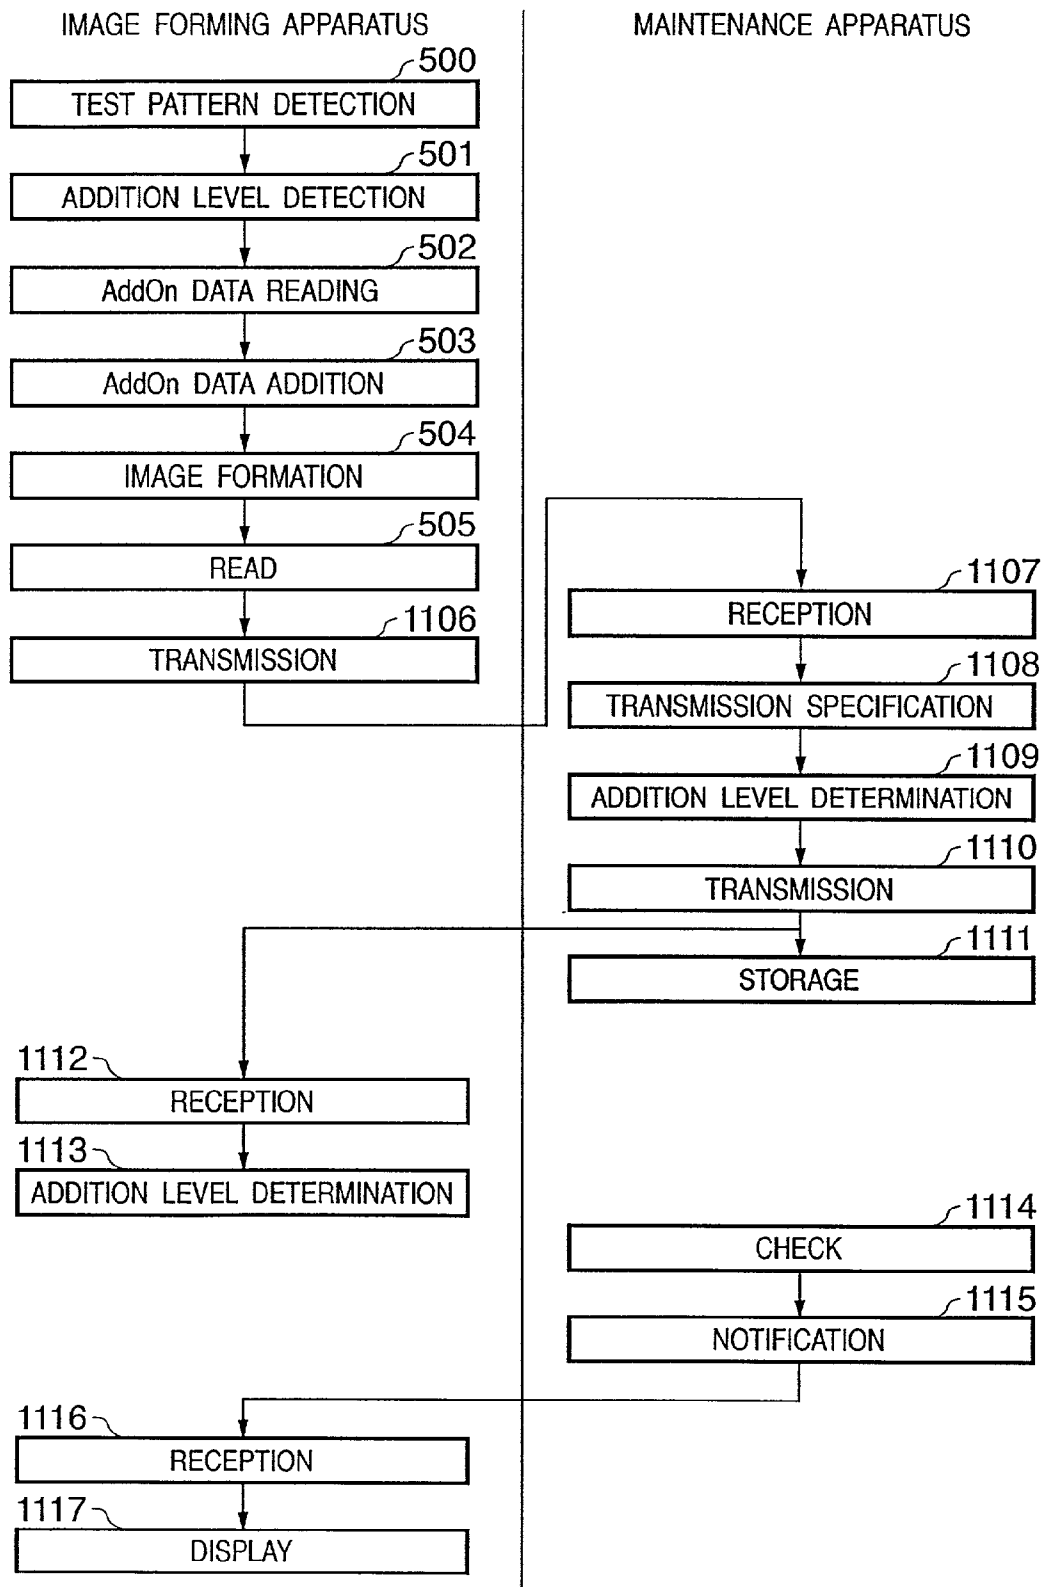 IMAGE FORMING APPARATUS
MAINTENANCE APPARATUS
500
TEST PATTERN DETECTION
501
ADDITION LEVEL DETECTION
502
AddOn DATA READING
503
AddOn DATA ADDITION
504
IMAGE FORMATION
505
READ
1106
TRANSMISSION
1107
RECEPTION
1108
TRANSMISSION SPECIFICATION
1109
ADDITION LEVEL DETERMINATION
1110
TRANSMISSION
1111
STORAGE
1112
RECEPTION
1113
ADDITION LEVEL DETERMINATION
1114
CHECK
1115
NOTIFICATION
1116
RECEPTION
1117
DISPLAY